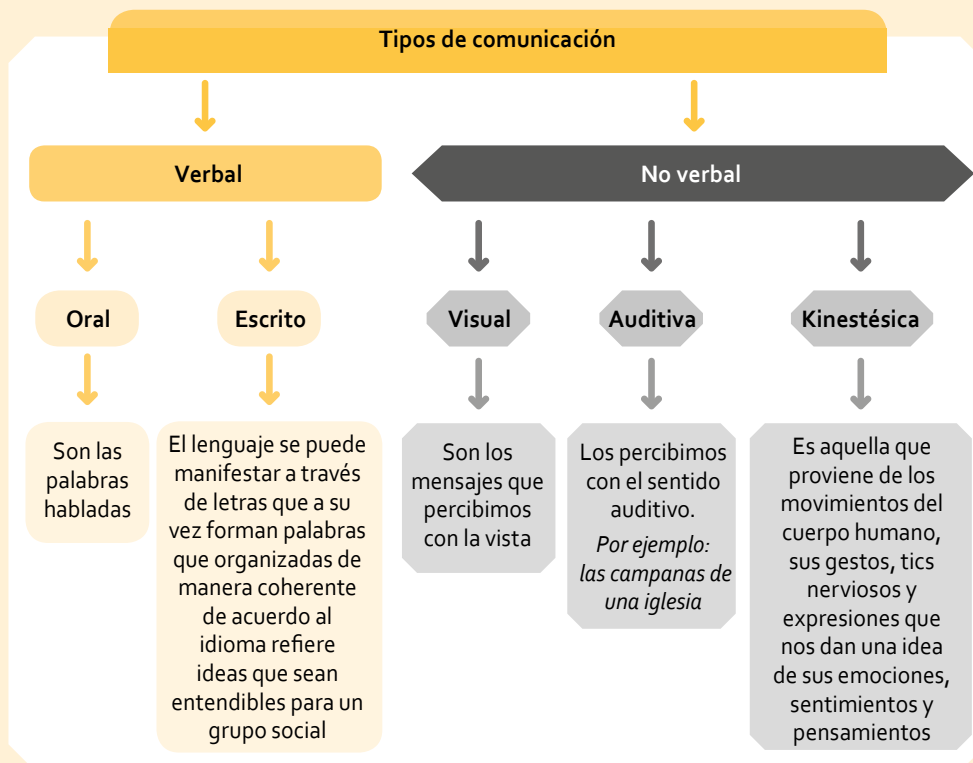 Tipos de comunicación
Verbal
No verbal
Oral
Escrito
Visual
Auditiva
Kinestésica
Son las
palabras
habladas
El lenguaje se puede
manifestar a través
de letras que a su
vez forman palabras
que organizadas de
manera coherente
de acuerdo al
idioma refiere
ideas que sean
entendibles para un
grupo social
Son los
mensajes que
percibimos
con la vista
Los percibimos
con el sentido
auditivo.
Por ejemplo:
las campanas de
una iglesia
Es aquella que
proviene de los
movimientos del
cuerpo humano,
sus gestos, tics
nerviosos y
expresiones que
nos dan una idea
de sus emociones,
sentimientos y
pensamientos